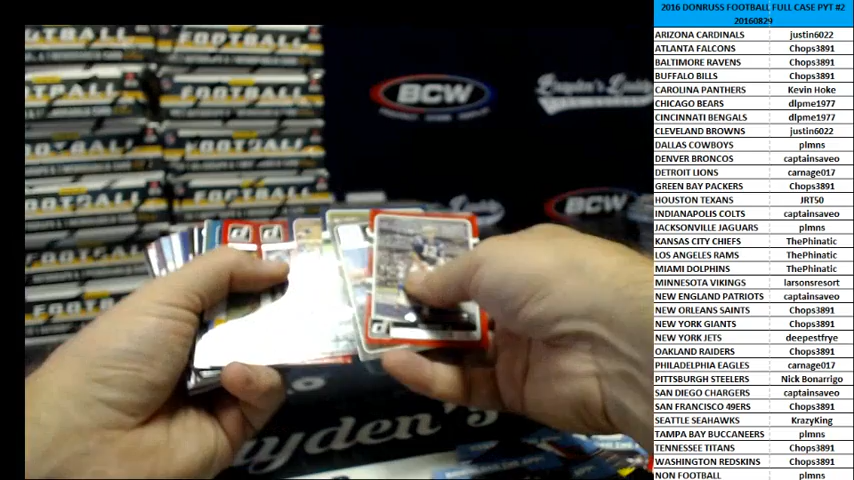 2016 DONRUSS FOOTBALL FULL CASE PYT #2
20160829
ARIZONA CARDINALS justin6022
ATLANTA FALCONS Chops3891
BALTIMORE RAVENS Chops3891
BUFFALO BILLS Chops3891
CAROLINA PANTHERS Kevin Hoke
CHICAGO BEARS dlpme1977
CINCINNATI BENGALS dlpme1977
CLEVELAND BROWNS justin6022
DALLAS COWBOYS plmns
DENVER BRONCOS captainsaveo
DETROIT LIONS carnage017
GREEN BAY PACKERS Chops3891
HOUSTON TEXANS JRT50
INDIANAPOLIS COLTS captainsaveo
JACKSONVILLE JAGUARS plmns
KANSAS CITY CHIEFS ThePhinatic
LOS ANGELES RAMS ThePhinatic
MIAMI DOLPHINS ThePhinatic
MINNESOTA VIKINGS larsonsresort
NEW ENGLAND PATRIOTS captainsaveo
NEW ORLEANS SAINTS Chops3891
NEW YORK GIANTS Chops3891
NEW YORK JETS deepestfrye
OAKLAND RAIDERS Chops3891
PHILADELPHIA EAGLES carnage017
PITTSBURGH STEELERS Nick Bonarrigo
SAN DIEGO CHARGERS captainsaveo
SAN FRANCISCO 49ERS Chops3891
SEATTLE SEAHAWKS KrazyKing
TAMPA BAY BUCCANEERS plmns
TENNESSEE TITANS Chops3891
WASHINGTON REDSKINS Chops3891
NON FOOTBALL plmns
BCW
BCW
FOOTBALL
FOOTBALL
FOOTBALL
FOOTBALL